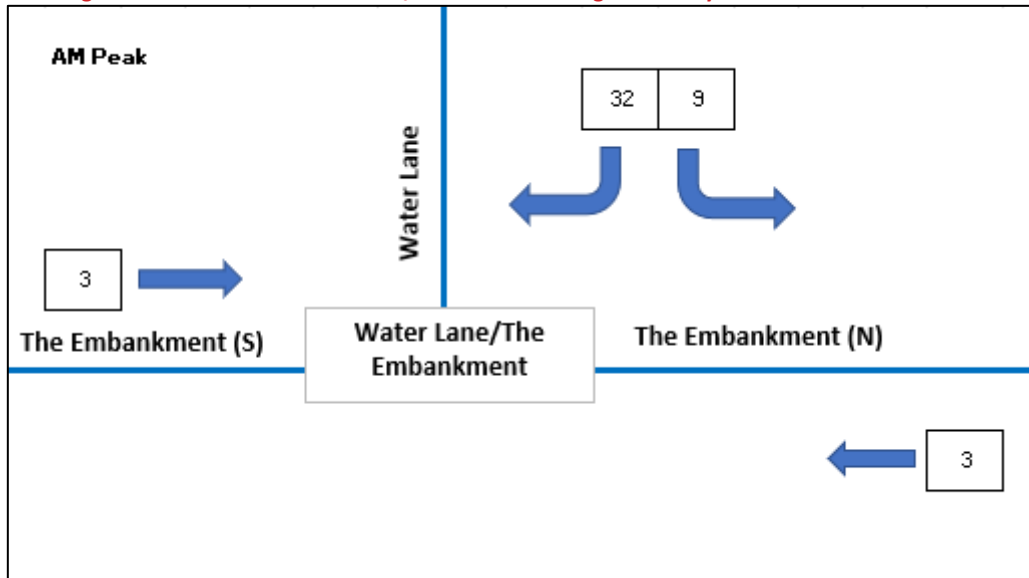 AM Peak
32 9
Water Lane
3
The Embankment (S)
Water Lane/The
Embankment
The Embankment (N)
3